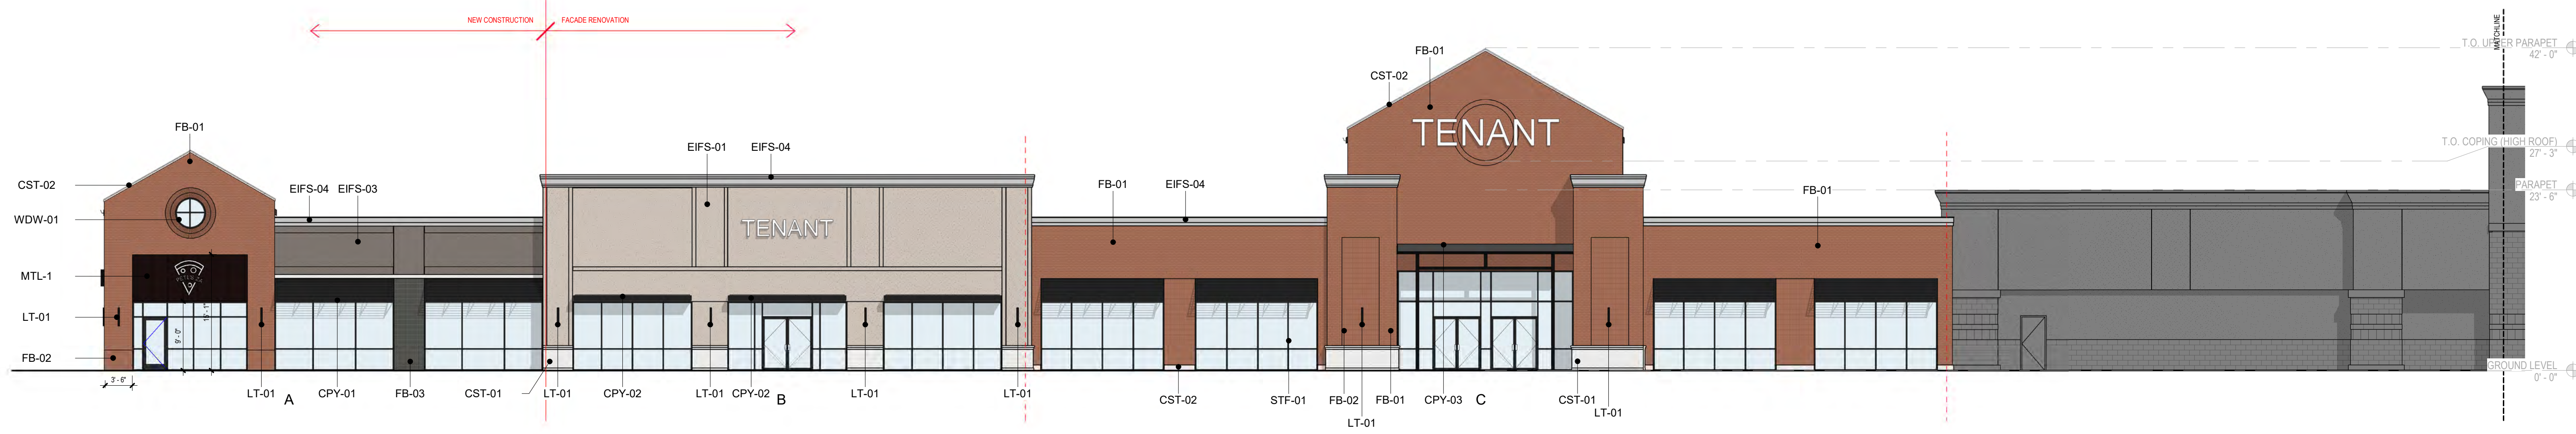 NEW CONSTRUCTION
FACADE RENOVATION
MATCHLINE
T.O. UPPER PARAPET
42' - 0"
FB-01
CST-02
TENANT
FB-01
T.O. COPING (HIGH ROOF)
27' - 3"
EIFS-01
EIFS-04
CST-02
EIFS-04
EIFS-03
FB-01
EIFS-04
FB-01
PARAPET
23' - 6"
WDW-01
TENANT
MTL-1
LT-01
9' - 0"
FB-02
GROUND LEVEL
0' - 0"
3' - 6"
LT-01
A
CPY-01
FB-03
CST-01
LT-01
CPY-02
LT-01
CPY-02
B
LT-01
LT-01
CST-02
STF-01
FB-02
FB-01
CPY-03
C
CST-01
LT-01
LT-01